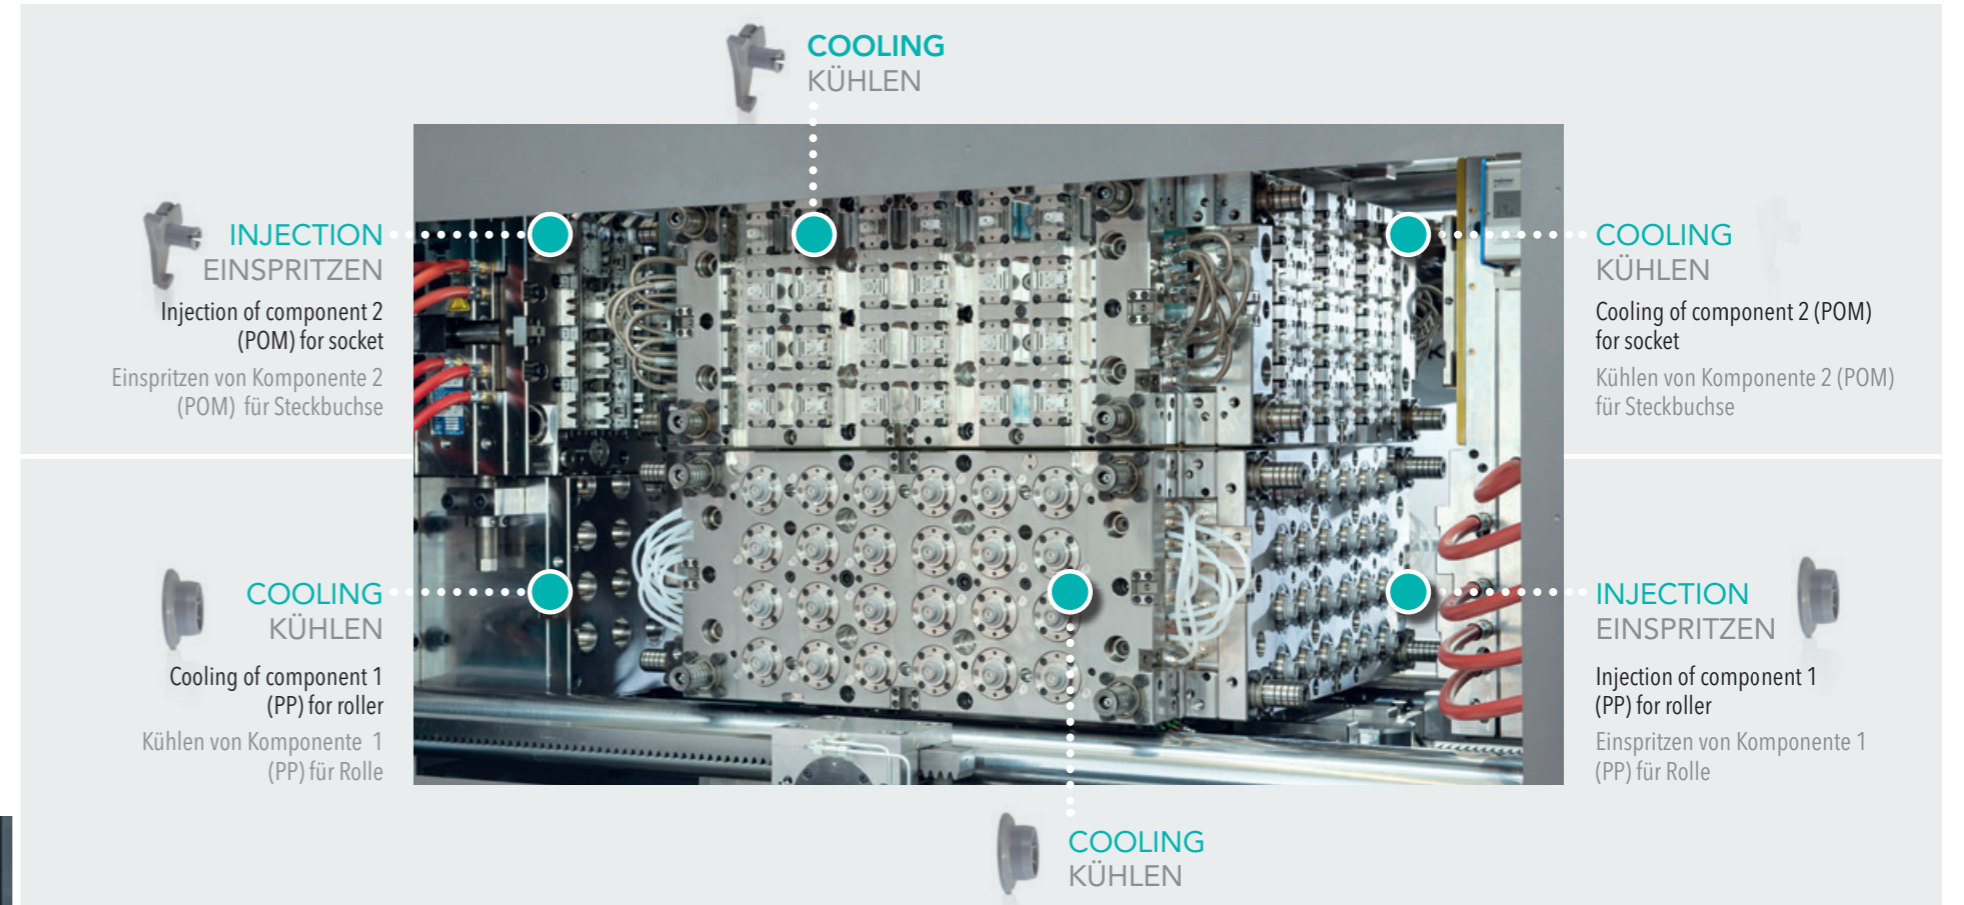 COOLING
KÜHLEN
INJECTION
EINSPRITZEN
Injection of component 2
(POM) for socket
Einspritzen von Komponente 2
(POM) für Steckbuchse
COOLING
KÜHLEN
Cooling of component 2 (POM)
for socket
Kühlen von Komponente 2 (POM)
für Steckbuchse
COOLING
KÜHLEN
Cooling of component 1
(PP) for roller
Kühlen von Komponente 1
(PP) für Rolle
INJECTION
EINSPRITZEN
Injection of component 1
(PP) for roller
Einspritzen von Komponente 1
(PP) für Rolle
COOLING
KÜHLEN